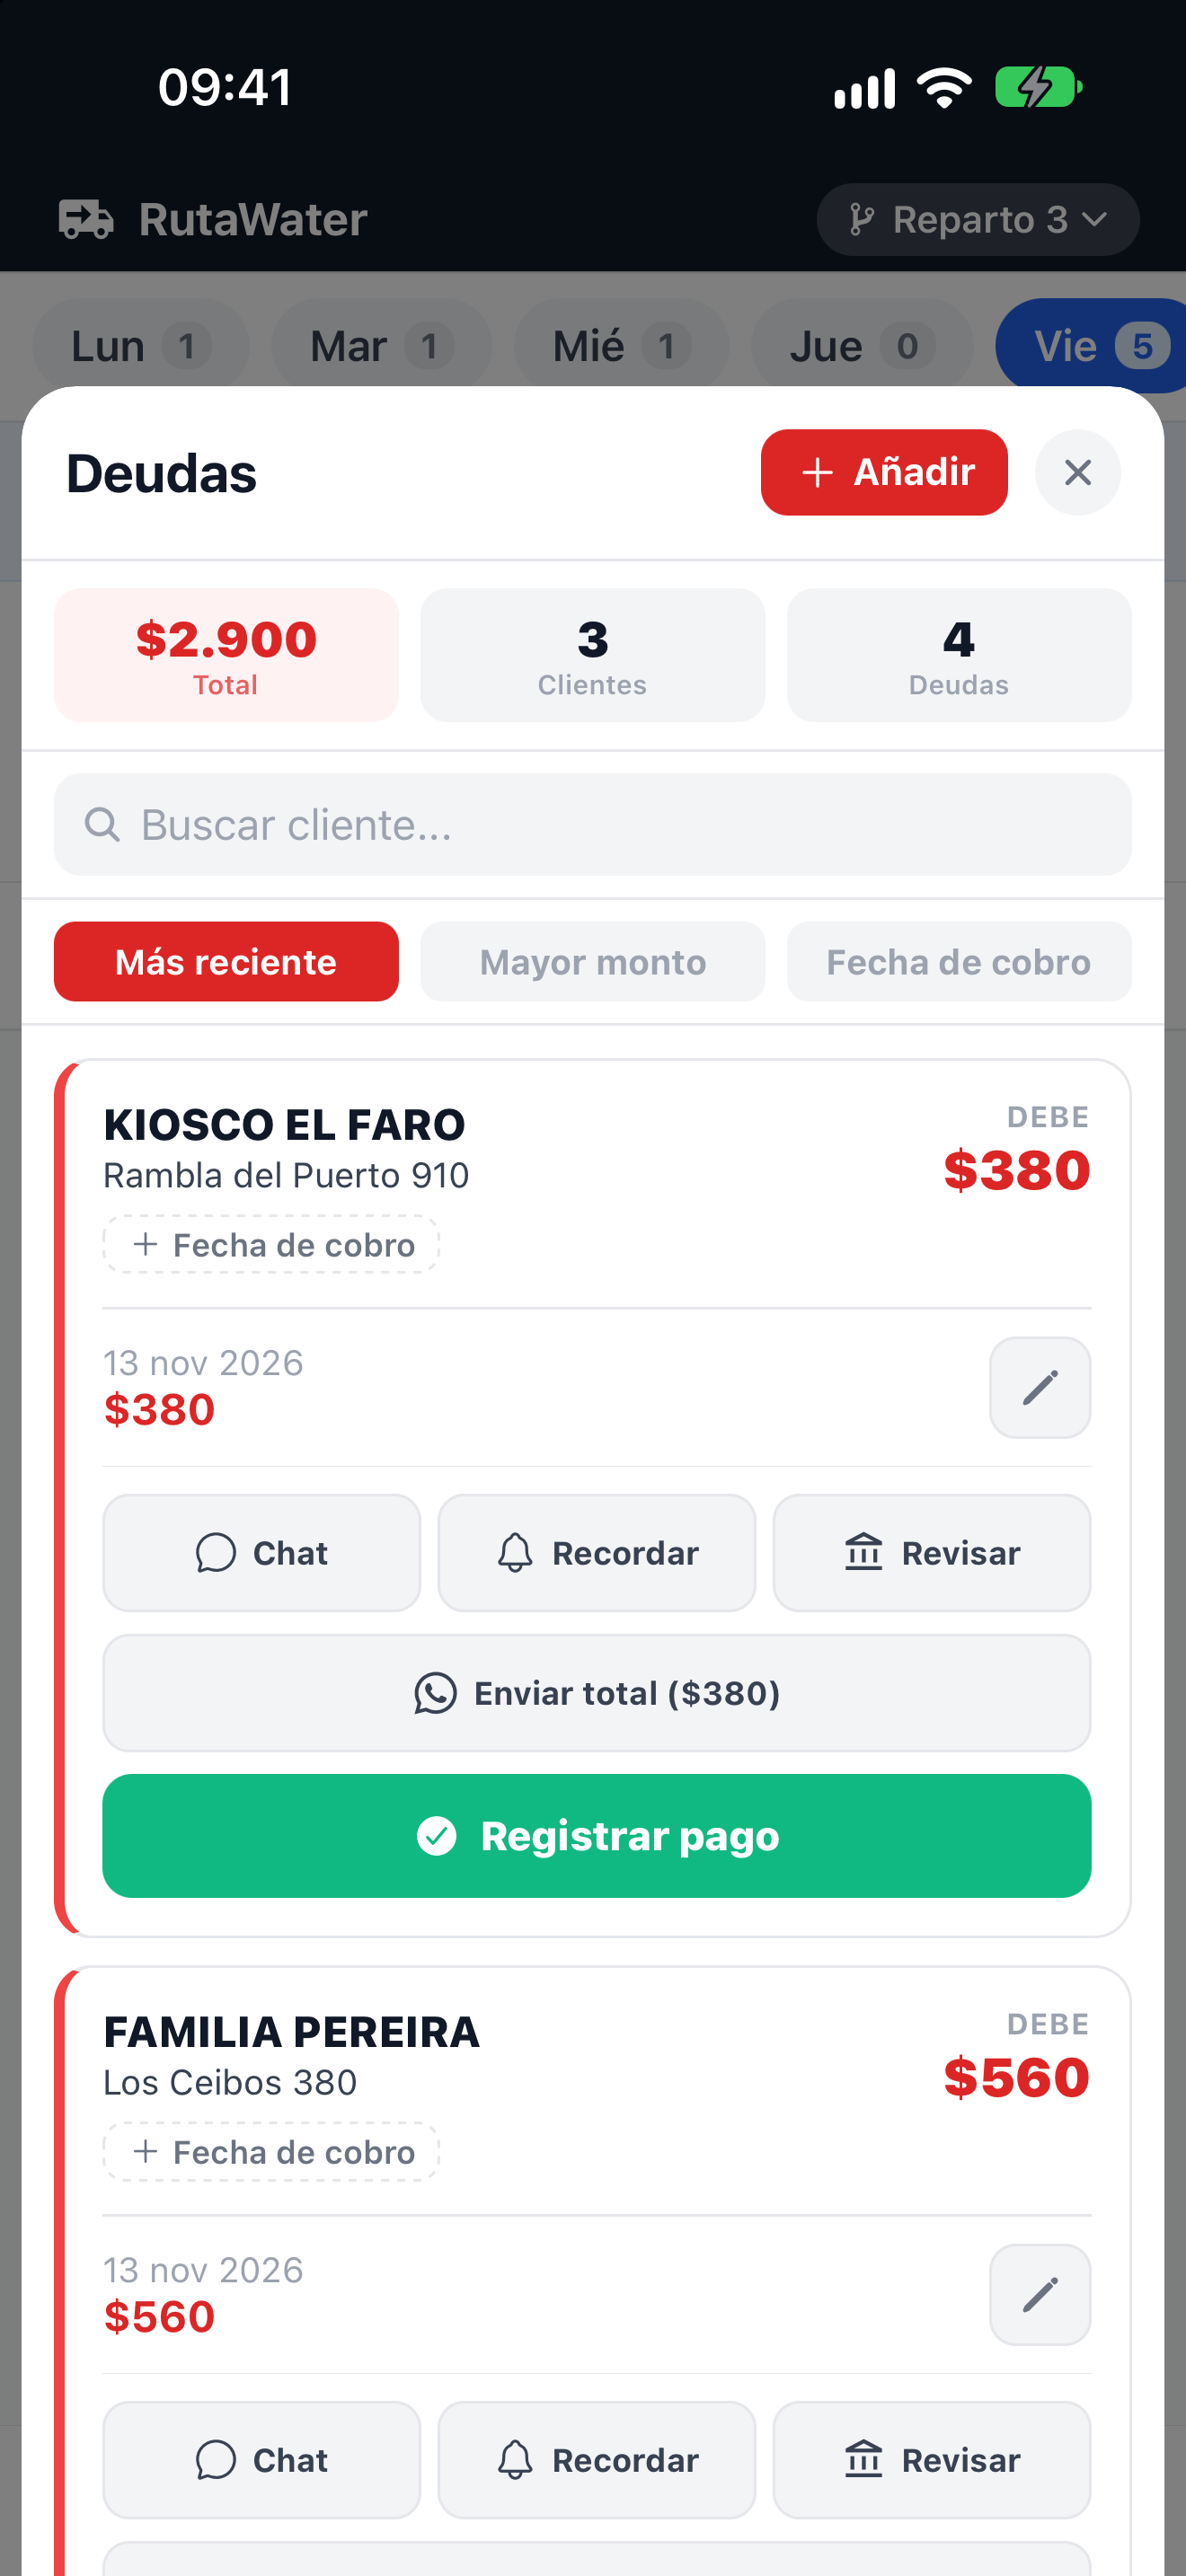 09:41
RutaWater
Reparto 3
Lun 1
Mar 1
Mié 1
Jue 0
Vie 5
Deudas
+ Añadir
$2.900
Total
3
Clientes
4
Deudas
Buscar cliente...
Más reciente
Mayor monto
Fecha de cobro
KIOSCO EL FARO
Rambla del Puerto 910
DEBE
$380
+ Fecha de cobro
13 nov 2026
$380
Chat
Recordar
Revisar
Enviar total ($380)
Registrar pago
FAMILIA PEREIRA
Los Ceibos 380
DEBE
$560
+ Fecha de cobro
13 nov 2026
$560
Chat
Recordar
Revisar